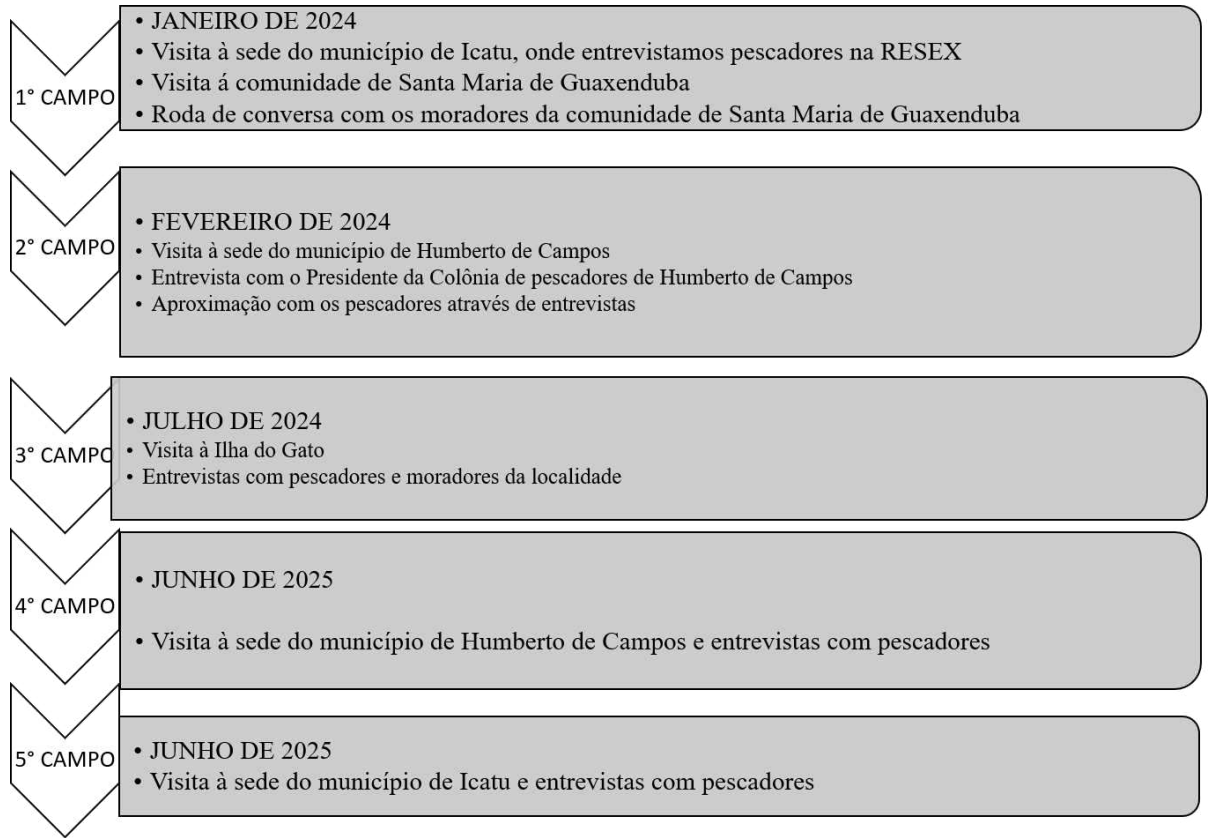 1° CAMPO
• JANEIRO DE 2024
• Visita à sede do município de Icatu, onde entrevistamos pescadores na RESEX
• Visita á comunidade de Santa Maria de Guaxenduba
• Roda de conversa com os moradores da comunidade de Santa Maria de Guaxenduba
2° CAMPO
• FEVEREIRO DE 2024
• Visita à sede do município de Humberto de Campos
• Entrevista com o Presidente da Colônia de pescadores de Humberto de Campos
• Aproximação com os pescadores através de entrevistas
3° CAMPO
• JULHO DE 2024
• Visita à Ilha do Gato
• Entrevistas com pescadores e moradores da localidade
4° CAMPO
• JUNHO DE 2025
• Visita à sede do município de Humberto de Campos e entrevistas com pescadores
5° CAMPO
• JUNHO DE 2025
• Visita à sede do município de Icatu e entrevistas com pescadores